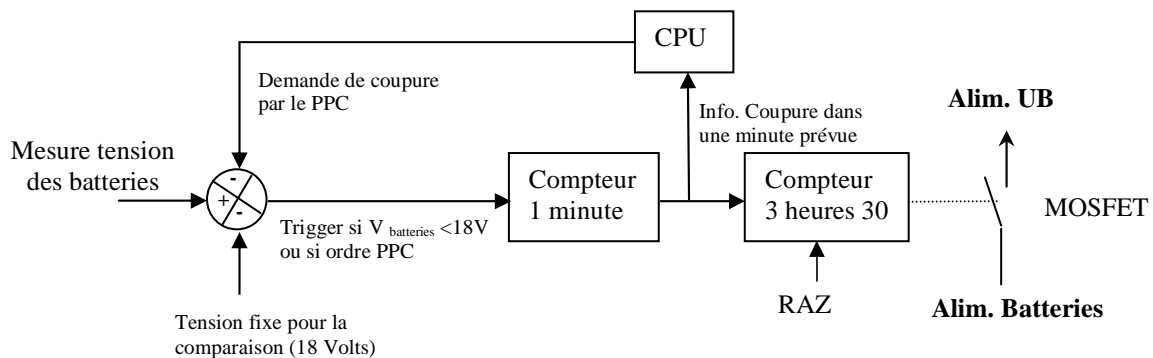 CPU
Demande de coupure
par le PPC
Info. Coupure dans
une minute prévue
Alim. UB
Mesure tension
des batteries
-
+
-
Compteur
1 minute
Compteur
3 heures 30
MOSFET
Trigger si V batteries <18V
ou si ordre PPC
RAZ
Alim. Batteries
Tension fixe pour la
comparaison (18 Volts)